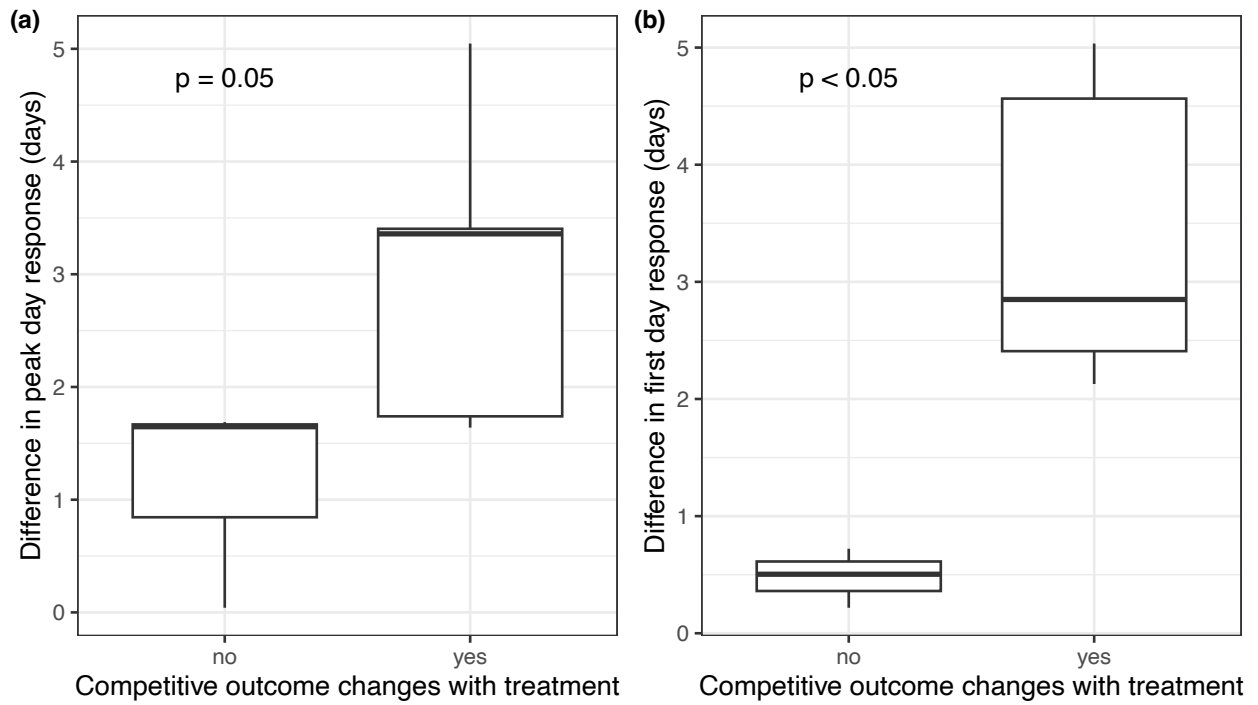 (a)
Difference in peak day response (days)
5
4
3
2
1
0
p = 0.05
no
yes
Competitive outcome changes with treatment
(b)
Difference in first day response (days)
5
4
3
2
1
0
p < 0.05
no
yes
Competitive outcome changes with treatment